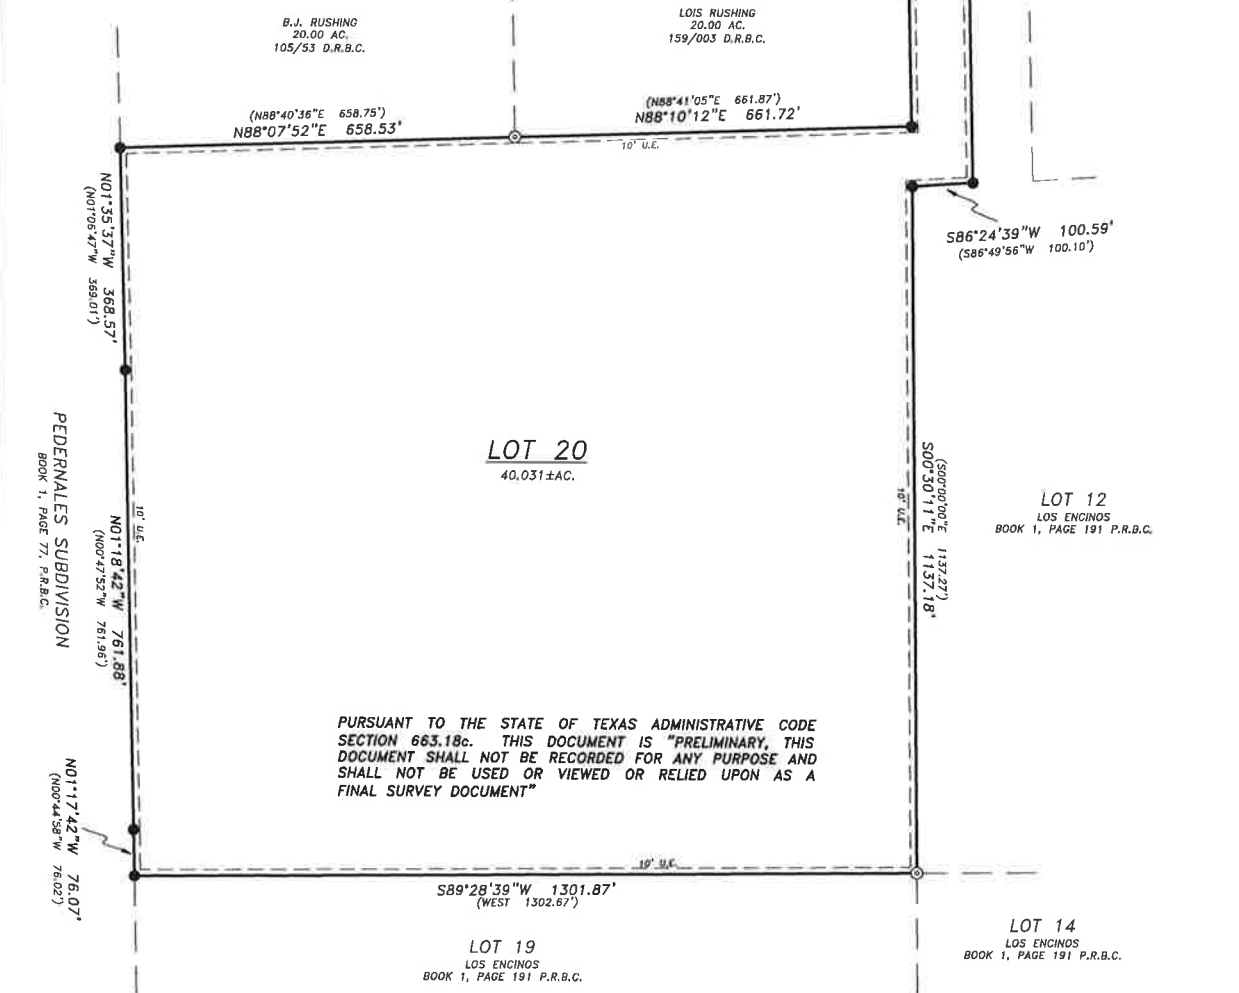 B.J. RUSHING
20.00 AC.
105/53 D.R.B.C.
LOIS RUSHING
20.00 AC.
159/003 D.R.B.C.
(N88°40'36"E 658.75')
N88°07'52"E 658.53'
(N88°41'05"E 661.87')
N88°10'12"E 661.72'
10' U.E.
N01°35'37"W 368.57'
(N01°06'47"W 369.01')
S86°24'39"W 100.59'
(S86°49'56"W 100.10')
LOT 20
40.031±AC.
PEDERNALES SUBDIVISION
BOOK 1, PAGE 77, P.R.B.C.
10' U.E.
N01°18'42"W 761.88'
(N00°47'52"W 761.96')
10' U.E.
(S00°00'00"E 1137.27')
S00°30'11"E 1137.18'
LOT 12
LOS ENCINOS
BOOK 1, PAGE 191 P.R.B.C.
PURSUANT TO THE STATE OF TEXAS ADMINISTRATIVE CODE
SECTION 663.18c. THIS DOCUMENT IS "PRELIMINARY, THIS
DOCUMENT SHALL NOT BE RECORDED FOR ANY PURPOSE AND
SHALL NOT BE USED OR VIEWED OR RELIED UPON AS A
FINAL SURVEY DOCUMENT"
N01°17'42"W 76.07'
(N00°44'58"W 76.02')
10' U.E.
S89°28'39"W 1301.87'
(WEST 1302.67')
LOT 19
LOS ENCINOS
BOOK 1, PAGE 191 P.R.B.C.
LOT 14
LOS ENCINOS
BOOK 1, PAGE 191 P.R.B.C.